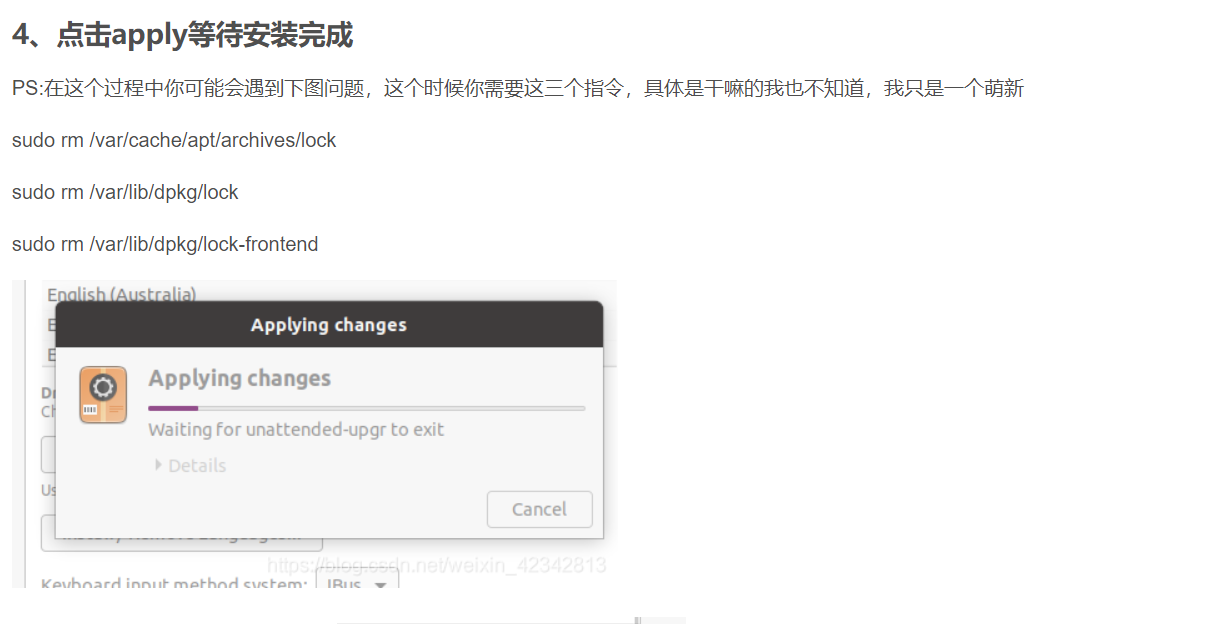 4、点击apply等待安装完成
PS:在这个过程中你可能会遇到下图问题，这个时候你需要这三个指令，具体是干嘛的我也不知道，我只是一个萌新
sudo rm /var/cache/apt/archives/lock
sudo rm /var/lib/dpkg/lock
sudo rm /var/lib/dpkg/lock-frontend
English (Australia)
Applying changes
Applying changes
Waiting for unattended-upgr to exit
Details
Cancel
https://blog.csdn.net/weixin_42342813
Keyboard input method system: IBus